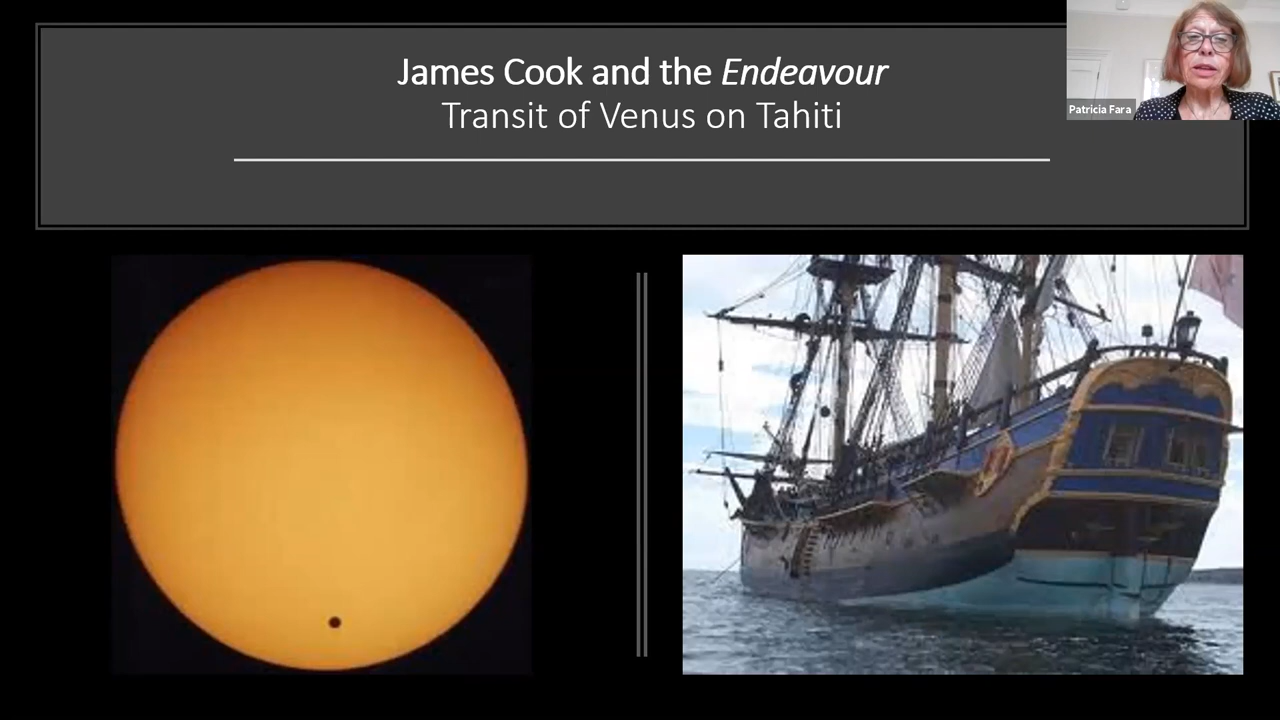 James Cook and the Endeavour
Transit of Venus on Tahiti
Patricia Fara